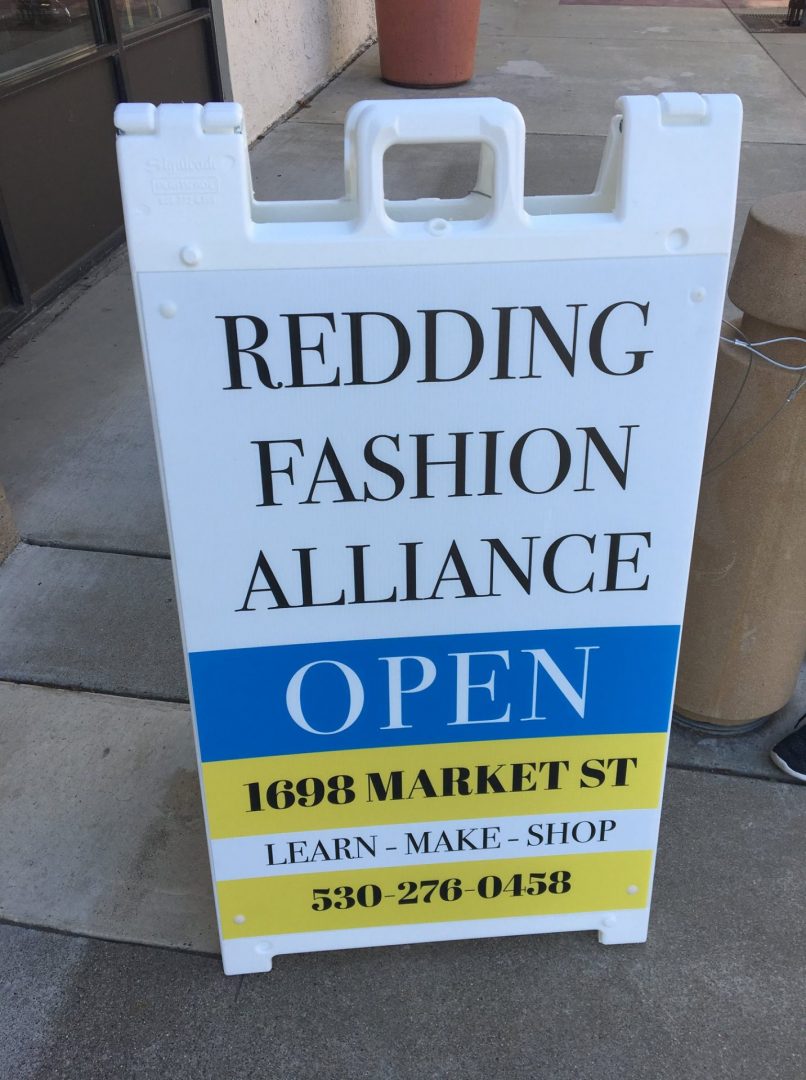 REDDING
FASHION
ALLIANCE
OPEN
1698 MARKET ST
LEARN - MAKE - SHOP
530-276-0458